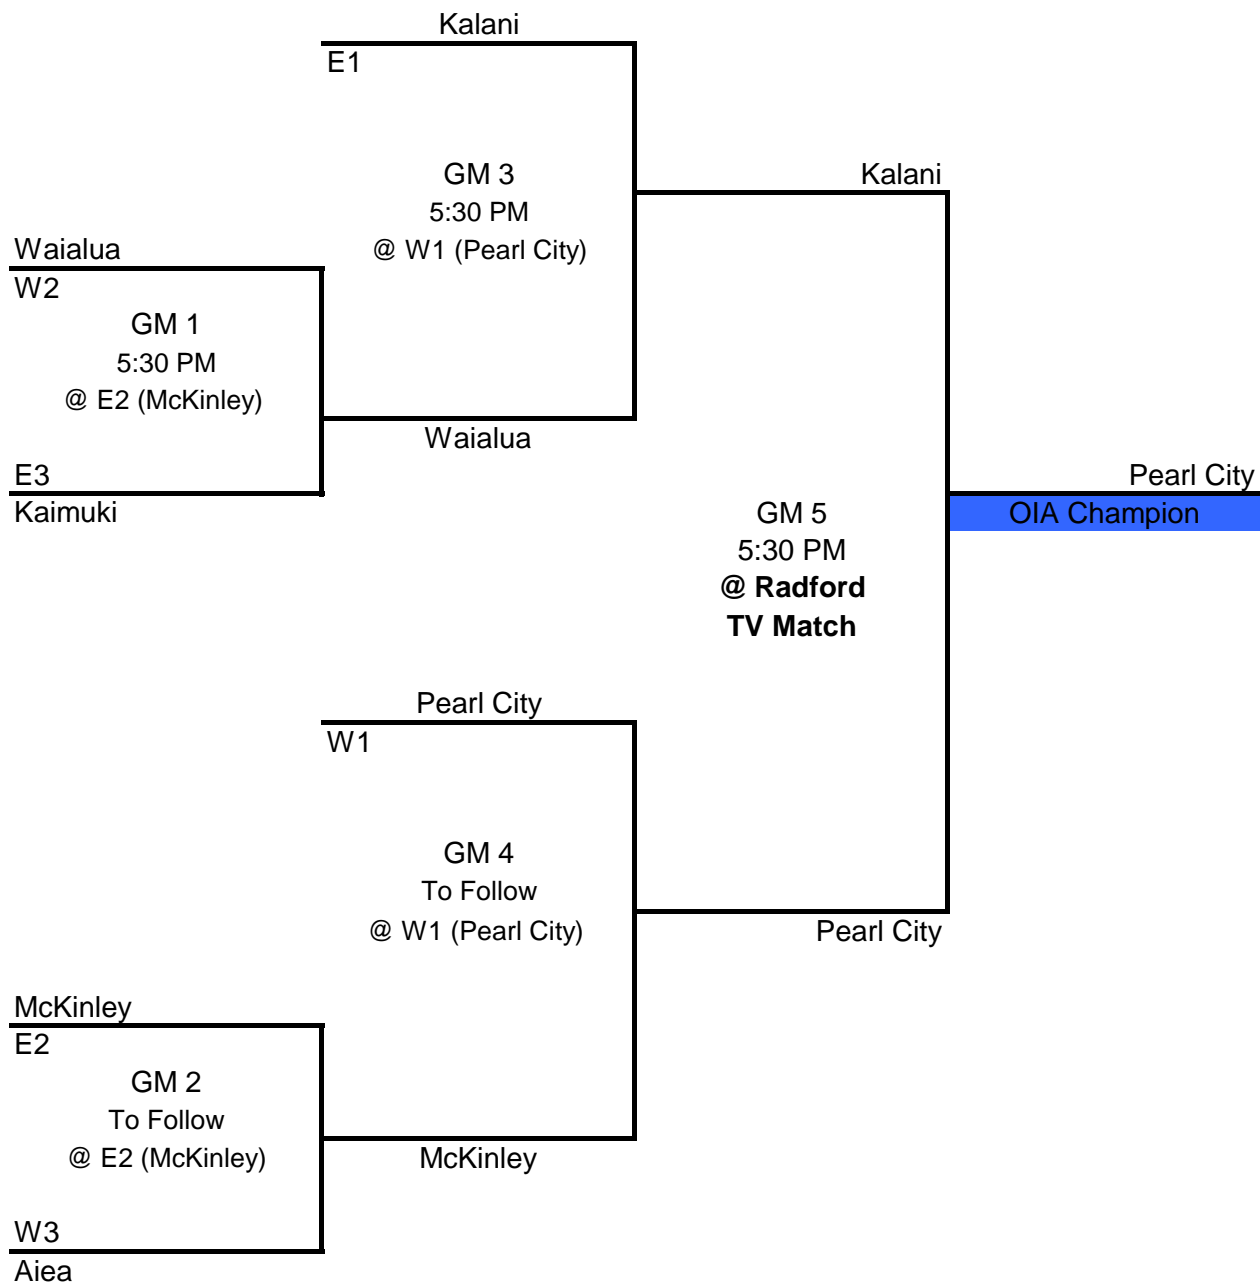 Kalani
E1
GM 3
5:30 PM
@ W1 (Pearl City)
Kalani
Waialua
W2
GM 1
5:30 PM
@ E2 (McKinley)
Waialua
E3
Kaimuki
Pearl City
OIA Champion
GM 5
5:30 PM
@ Radford
TV Match
Pearl City
W1
GM 4
To Follow
@ W1 (Pearl City)
Pearl City
McKinley
E2
GM 2
To Follow
@ E2 (McKinley)
McKinley
W3
Aiea